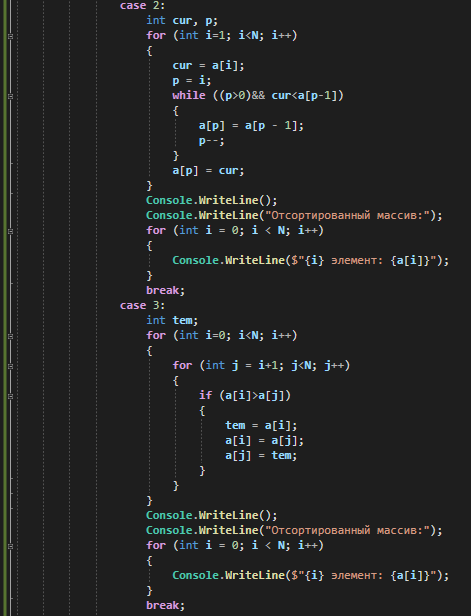 case 2:
int cur, p;
for (int i=1; i<N; i++)
{
cur = a[i];
p = i;
while ((p>0)&& cur<a[p-1])
{
a[p] = a[p - 1];
p--;
}
a[p] = cur;
}
Console.WriteLine();
Console.WriteLine("Отсортированный массив:");
for (int i = 0; i < N; i++)
{
Console.WriteLine($"{i} элемент: {a[i]}");
}
break;
case 3:
int tem;
for (int i=0; i<N; i++)
{
for (int j = i+1; j<N; j++)
{
if (a[i]>a[j])
{
tem = a[i];
a[i] = a[j];
a[j] = tem;
}
}
}
Console.WriteLine();
Console.WriteLine("Отсортированный массив:");
for (int i = 0; i < N; i++)
{
Console.WriteLine($"{i} элемент: {a[i]}");
}
break;